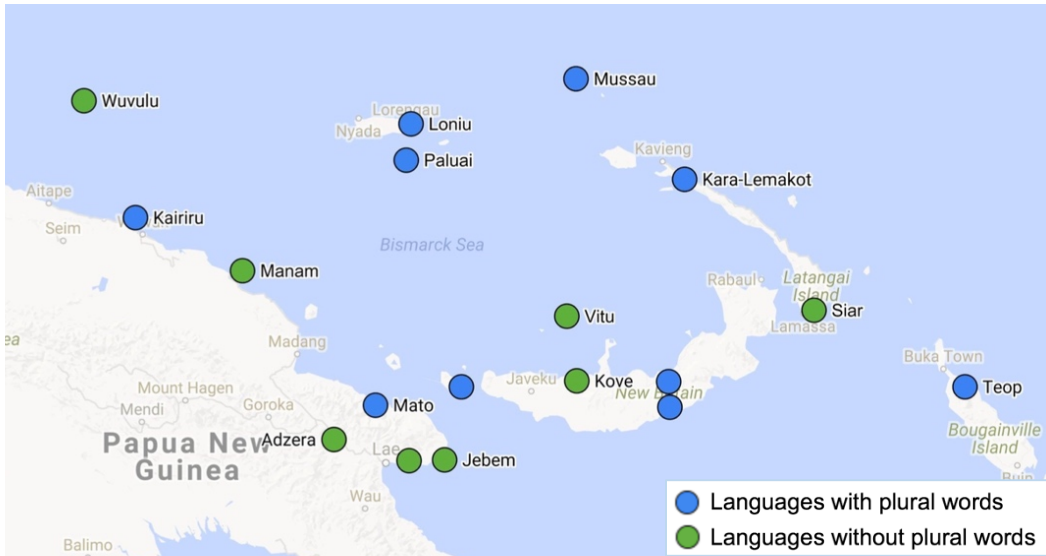 Mussau
Wuvulu
Lorengau
Loniu
Nyada
Kavieng
Paluai
Kara-Lemakot
Aitape
Kairiru
Seim
Bismarck Sea
Manam
Rabaul
Latangai
Island
Siar
Vitu
Lamassa
ea
Madang
Buka Town
Javeku
Kove
New Britain
Teop
Mount Hagen
Goroka
Mato
Mendi
Bougainville
Island
Papua New
Guinea
Adzera
Lae
Jebem
Buin
Wau
Languages with plural words
Languages without plural words
Balimo